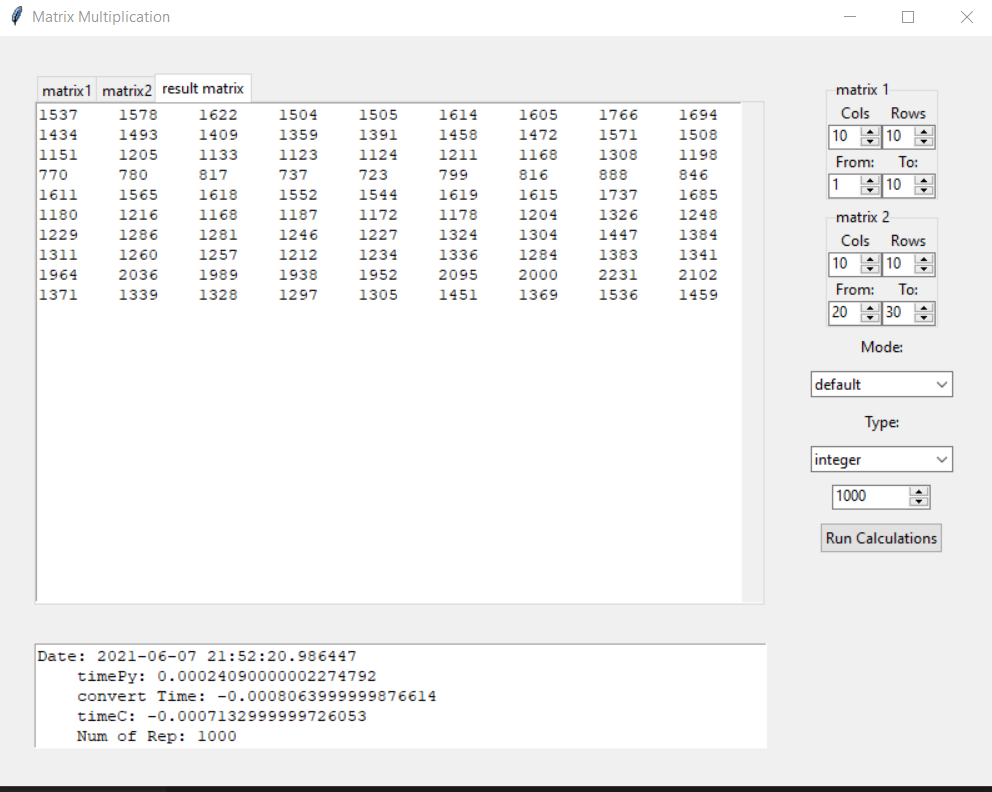 Matrix Multiplication
matrix1 matrix2 result matrix
1537 1578 1622 1504 1505 1614 1605 1766 1694
1434 1493 1409 1359 1391 1458 1472 1571 1508
1151 1205 1133 1123 1124 1211 1168 1308 1198
770 780 817 737 723 799 816 888 846
1611 1565 1618 1552 1544 1619 1615 1737 1685
1180 1216 1168 1187 1172 1178 1204 1326 1248
1229 1286 1281 1246 1227 1324 1304 1447 1384
1311 1260 1257 1212 1234 1336 1284 1383 1341
1964 2036 1989 1938 1952 2095 2000 2231 2102
1371 1339 1328 1297 1305 1451 1369 1536 1459
matrix 1
Cols Rows
10 10
From: To:
1 10
matrix 2
Cols Rows
10 10
From: To:
20 30
Mode:
default
Type:
integer
1000
Run Calculations
Date: 2021-06-07 21:52:20.986447
timePy: 0.00024090000002274792
convert Time: -0.0008063999999876614
timeC: -0.0007132999999726053
Num of Rep: 1000